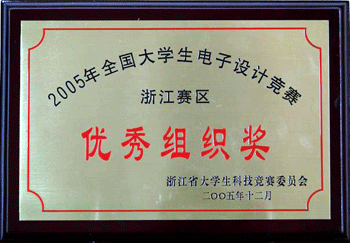 2005年全国大学生电子设计竞赛
浙江赛区
优秀组织奖
浙江省大学生科技竞赛委员会
二〇〇五年十二月